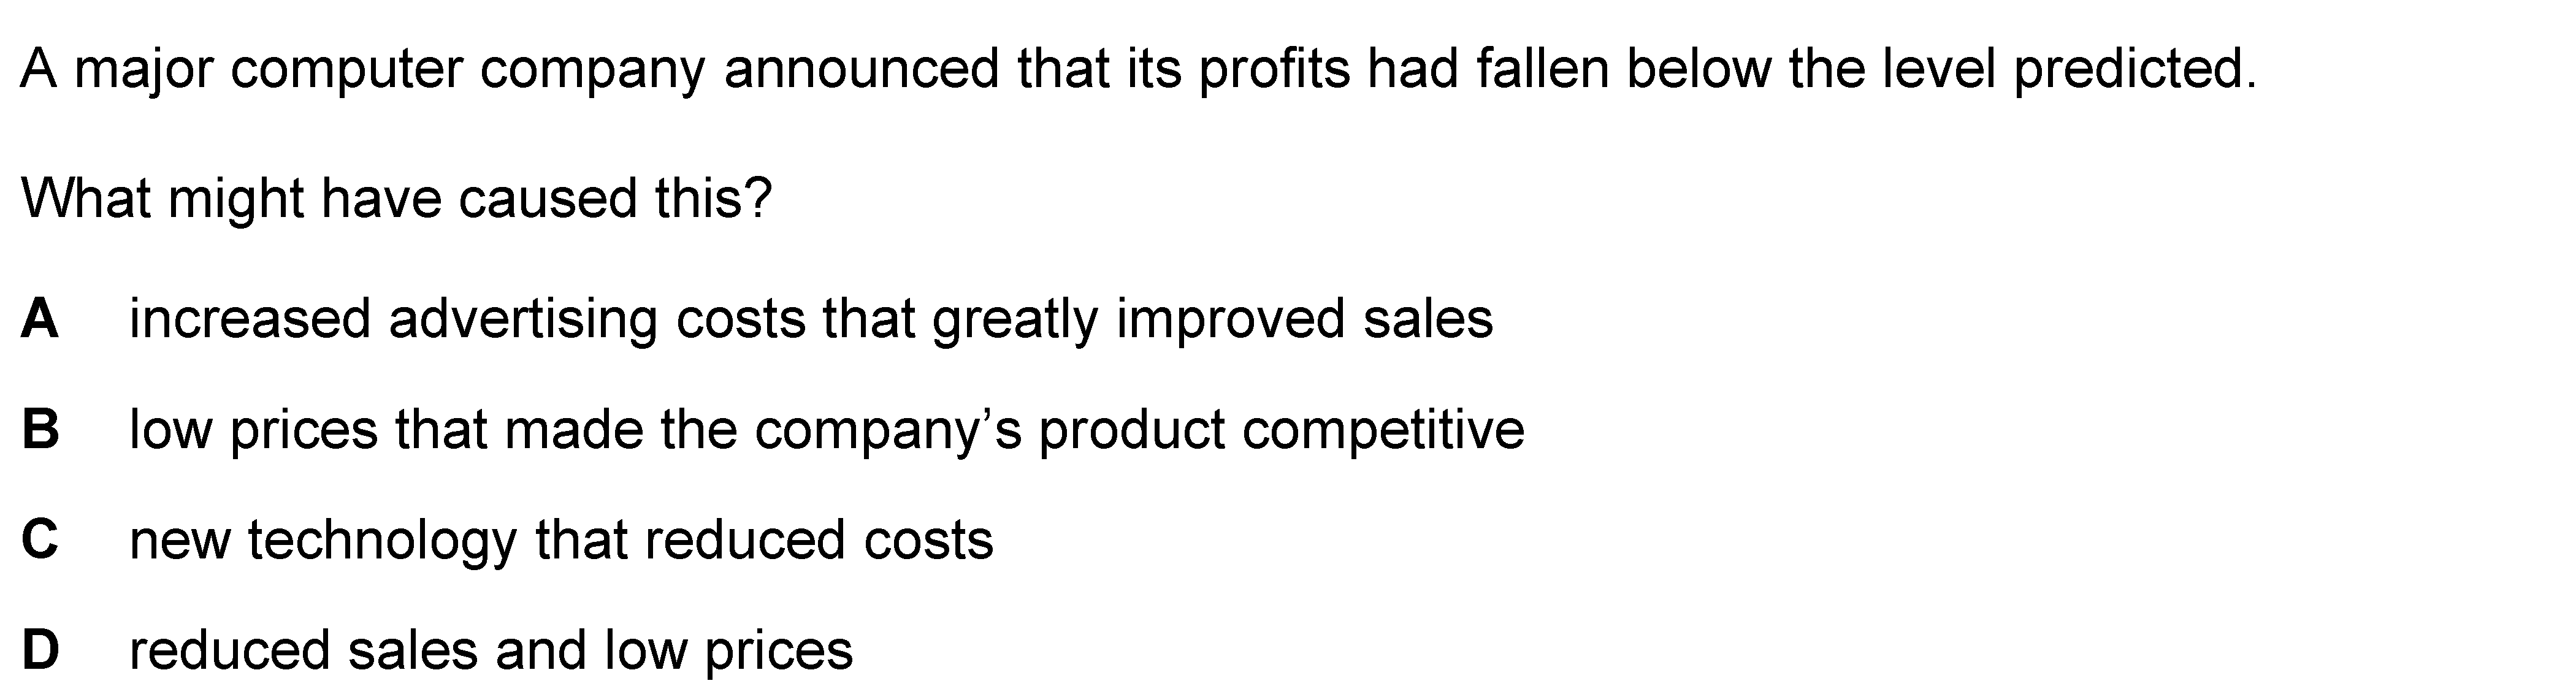 A major computer company announced that its profits had fallen below the level predicted.
What might have caused this?
A increased advertising costs that greatly improved sales
B low prices that made the company’s product competitive
C new technology that reduced costs
D reduced sales and low prices